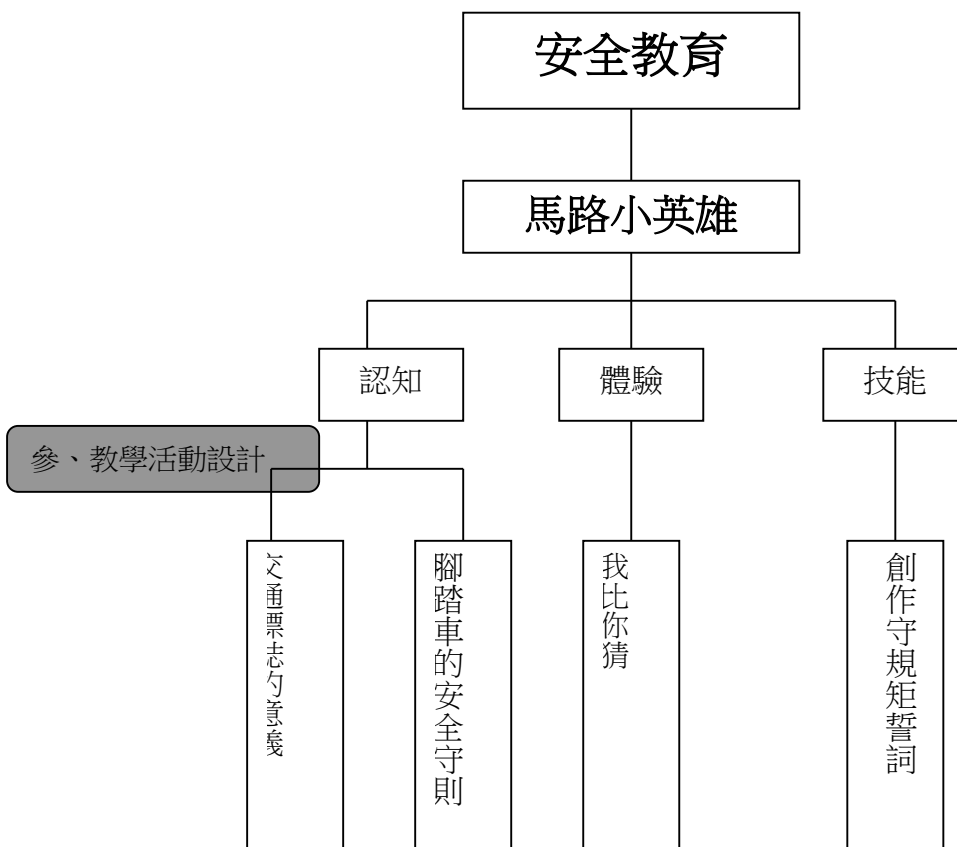 安全教育
馬路小英雄
認知
體驗
技能
參、教學活動設計
交通標志的意義
腳踏車的安全守則
我比你猜
創作守規矩誓詞